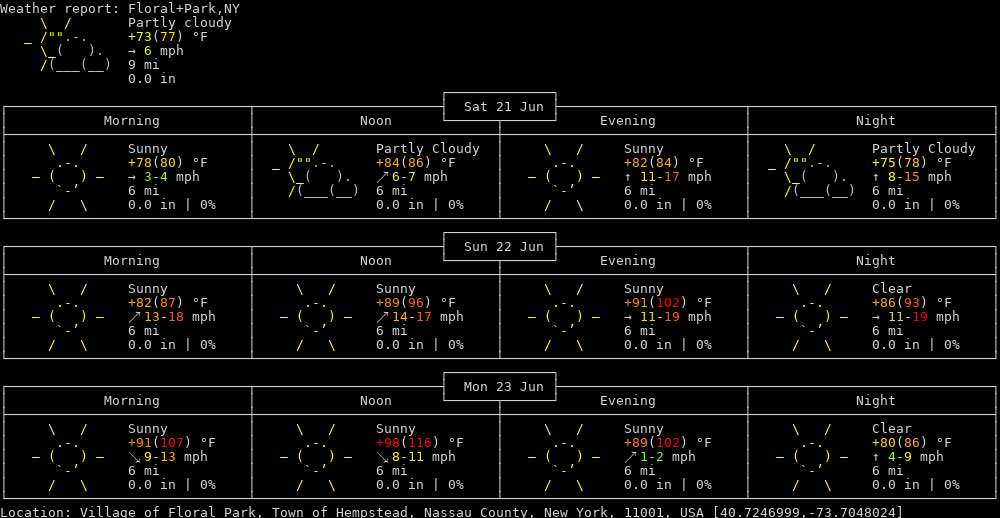 Weather report: Floral+Park,NY
Partly cloudy
+73(77) °F
→ 6 mph
9 mi
0.0 in
Sat 21 Jun
Morning Noon Evening Night
Sunny Partly Cloudy Sunny Partly Cloudy
+78(80) °F +84(86) °F +82(84) °F +75(78) °F
→ 3-4 mph ↗ 6-7 mph ↑ 11-17 mph ↑ 8-15 mph
6 mi 6 mi 6 mi 6 mi
0.0 in | 0% 0.0 in | 0% 0.0 in | 0% 0.0 in | 0%
Sun 22 Jun
Morning Noon Evening Night
Sunny Sunny Sunny Clear
+82(87) °F +89(96) °F +91(102) °F +86(93) °F
↗ 13-18 mph ↗ 14-17 mph → 11-19 mph → 11-19 mph
6 mi 6 mi 6 mi 6 mi
0.0 in | 0% 0.0 in | 0% 0.0 in | 0% 0.0 in | 0%
Mon 23 Jun
Morning Noon Evening Night
Sunny Sunny Sunny Clear
+91(107) °F +98(116) °F +89(102) °F +80(86) °F
↘ 9-13 mph ↘ 8-11 mph ↗ 1-2 mph ↑ 4-9 mph
6 mi 6 mi 6 mi 6 mi
0.0 in | 0% 0.0 in | 0% 0.0 in | 0% 0.0 in | 0%
Location: Village of Floral Park, Town of Hempstead, Nassau County, New York, 11001, USA [40.7246999,-73.7048024]